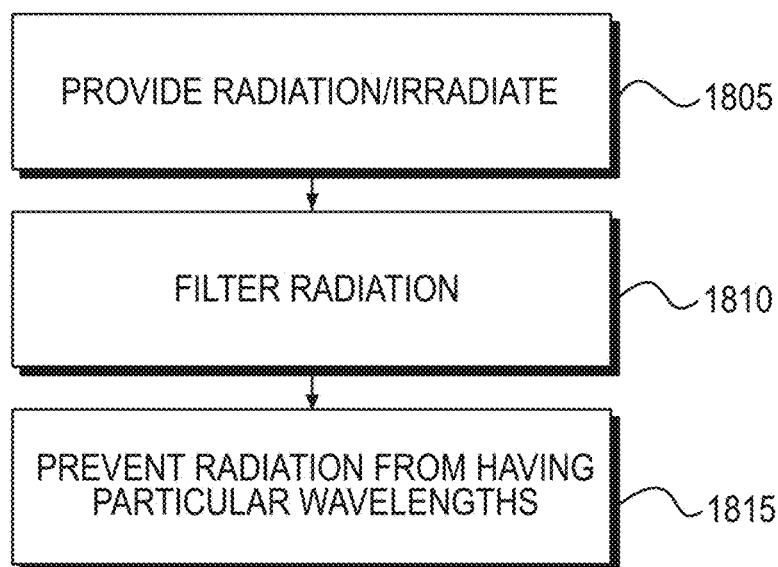 PROVIDE RADIATION/IRRADIATE
1805
FILTER RADIATION
1810
PREVENT RADIATION FROM HAVING
PARTICULAR WAVELENGTHS
1815